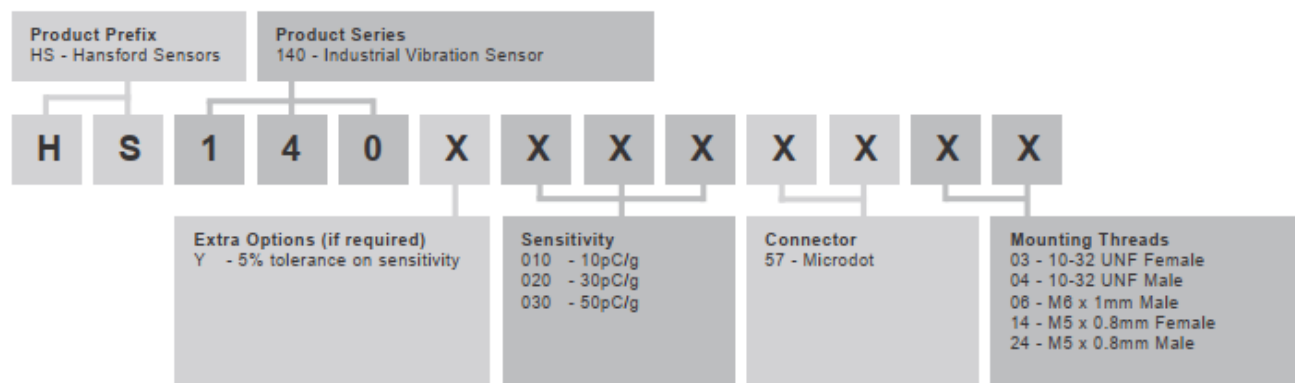 Product Prefix
HS - Hansford Sensors
Product Series
140 - Industrial Vibration Sensor
H S 1 4 0 X X X X X X X X
Extra Options (if required)
Y - 5% tolerance on sensitivity
Sensitivity
010 - 10pC/g
020 - 30pC/g
030 - 50pC/g
Connector
57 - Microdot
Mounting Threads
03 - 10-32 UNF Female
04 - 10-32 UNF Male
06 - M6 x 1mm Male
14 - M5 x 0.8mm Female
24 - M5 x 0.8mm Male